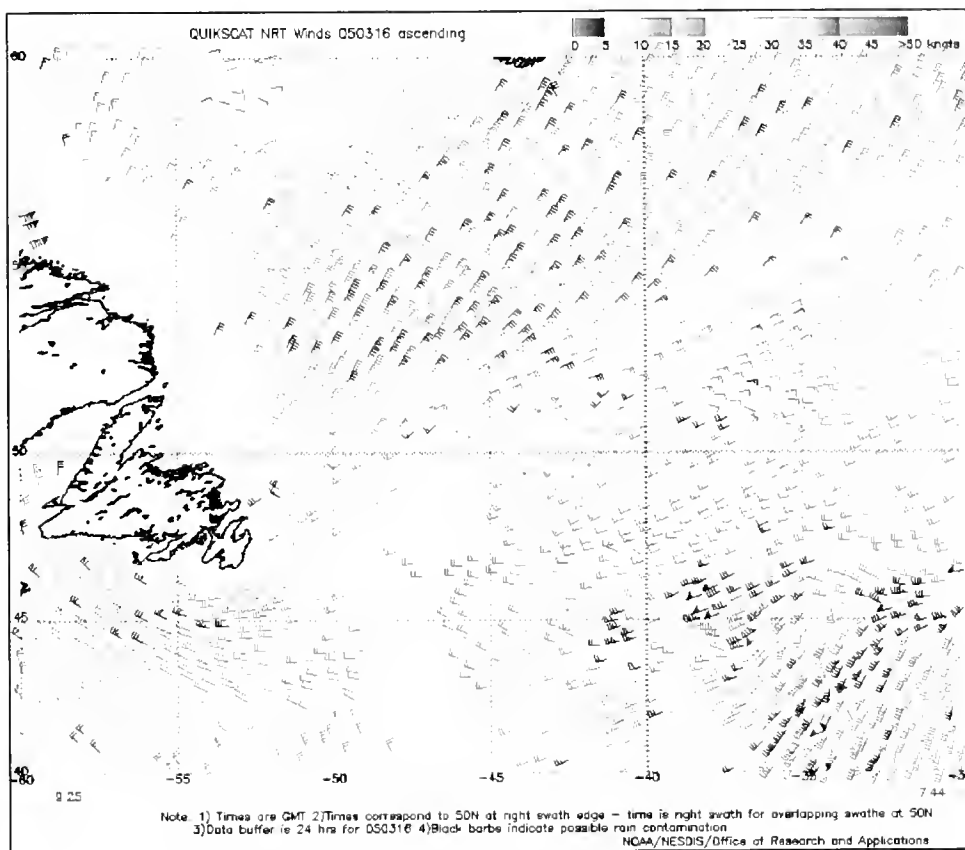 QUIKSCAT NRT Winds 050316 ascending
0 5 10 15 20 25 30 35 40 45 >50 knots
60
50
45
40
-60 -55 -50 -45 -40
9 25
7 44
Note: 1) Times are GMT 2)Times correspond to 50N at right swath edge - time is right swath for overlapping swaths at 50N
3)Data buffer is 24 hrs for 050316 4)Black barbs indicate possible rain contamination
NOAA/NESDIS/Office of Research and Applications